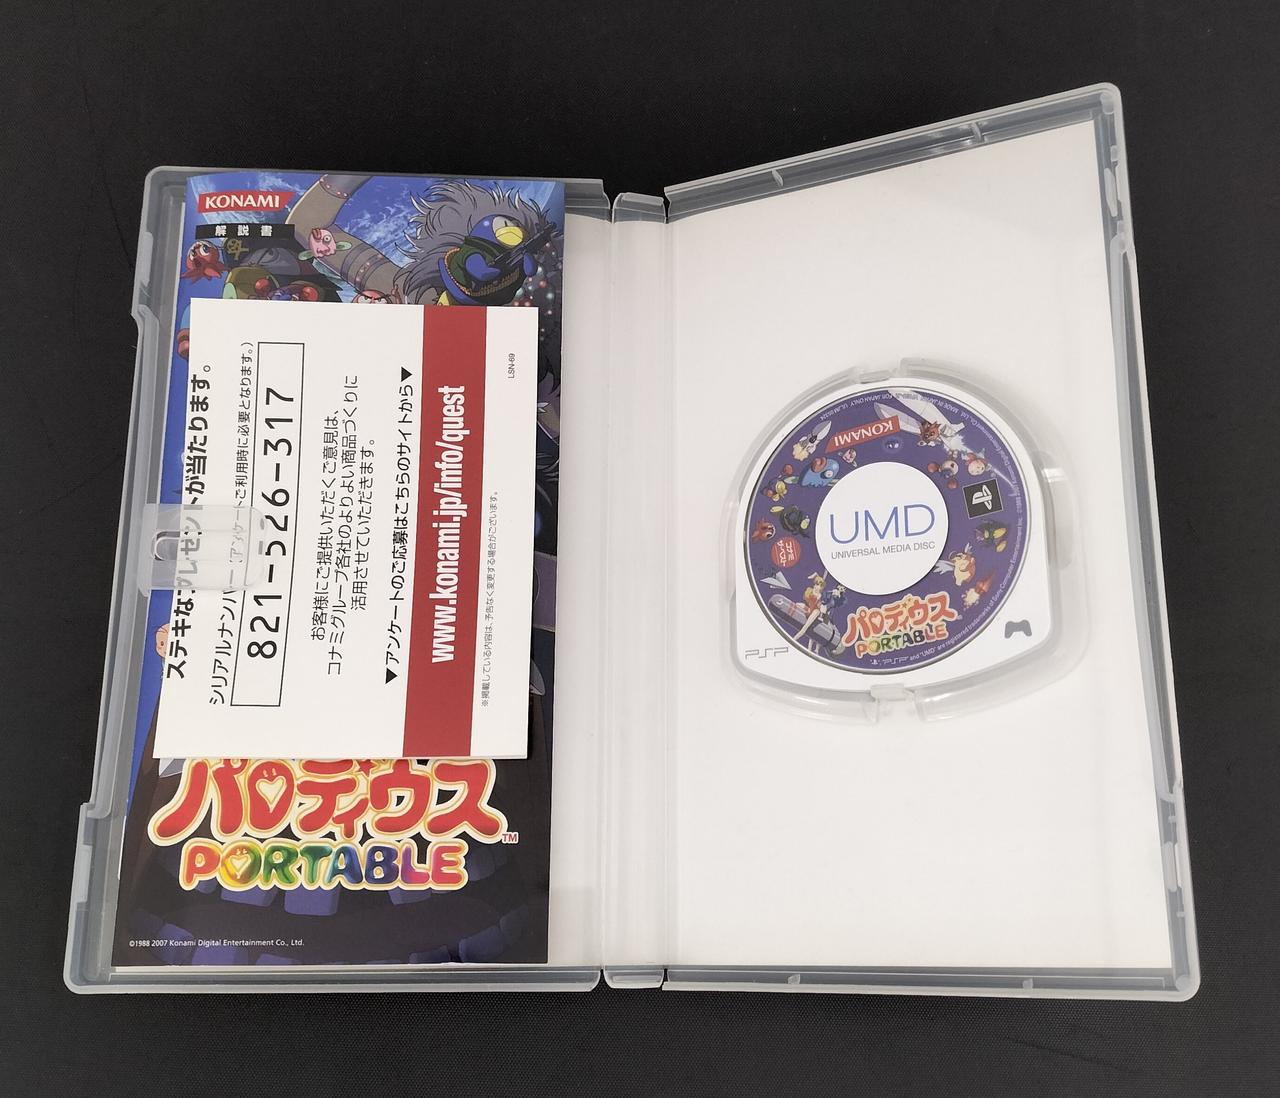 KONAMI
解説書
ステキなプレゼントが当たります。
シリアルナンバー(アンケートご利用時に必要となります。)
821-526-317
お客様にご提供いただくご意見は、
コナミグループ各社のよりよい商品づくりに
活用させていただきます。
▼アンケートのご応募はこちらのサイトから▼
www.konami.jp/info/quest
※掲載している内容は、予告なく変更する場合がございます。
LSN-69
パロディウス
TM
PORTABLE
©1988 2007 Konami Digital Entertainment Co., Ltd.
KONAMI
UMD
UNIVERSAL MEDIA DISC
コナミ
ザ・ベスト
パロディウス
PORTABLE
PSP